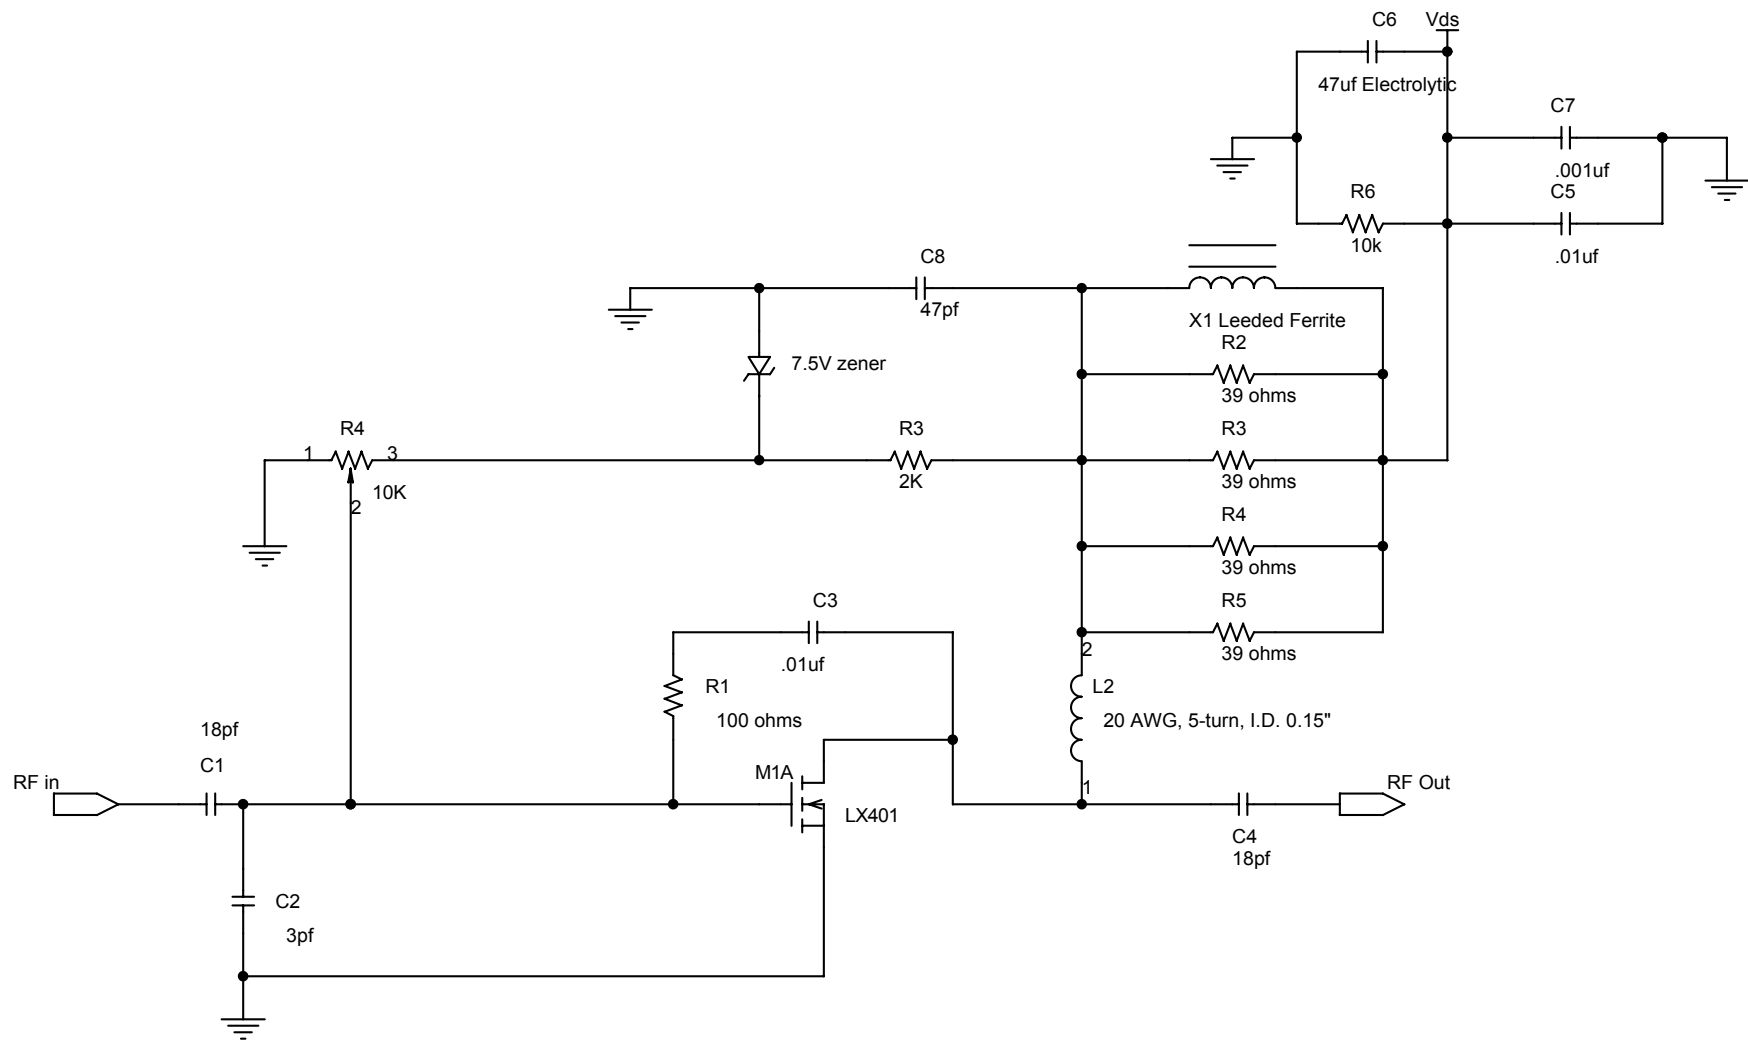 C6
Vds
47uf Electrolytic
C7
.001uf
C5
.01uf
R6
10k
C8
47pf
X1 Leeded Ferrite
R2
39 ohms
7.5V zener
R4
1
3
10K
2
R3
2K
R3
39 ohms
R4
39 ohms
C3
.01uf
R5
39 ohms
2
R1
100 ohms
L2
20 AWG, 5-turn, I.D. 0.15"
1
18pf
C1
RF in
M1A
LX401
RF Out
C4
18pf
C2
3pf